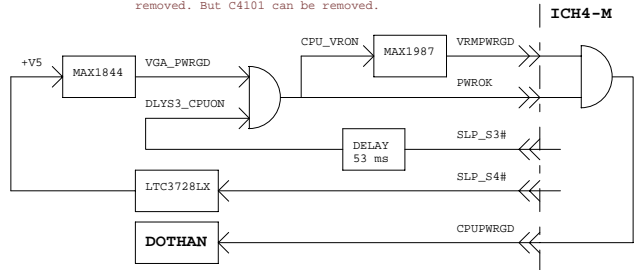 removed. But C4101 can be removed.
ICH4-M
+V5
MAX1844
VGA_PWRGD
DLYS3_CPUON
CPU_VRON
MAX1987
VRMPWRGD
PWROK
DELAY
53 ms
SLP_S3#
LTC3728LX
SLP_S4#
DOTHAN
CPUPWRGD